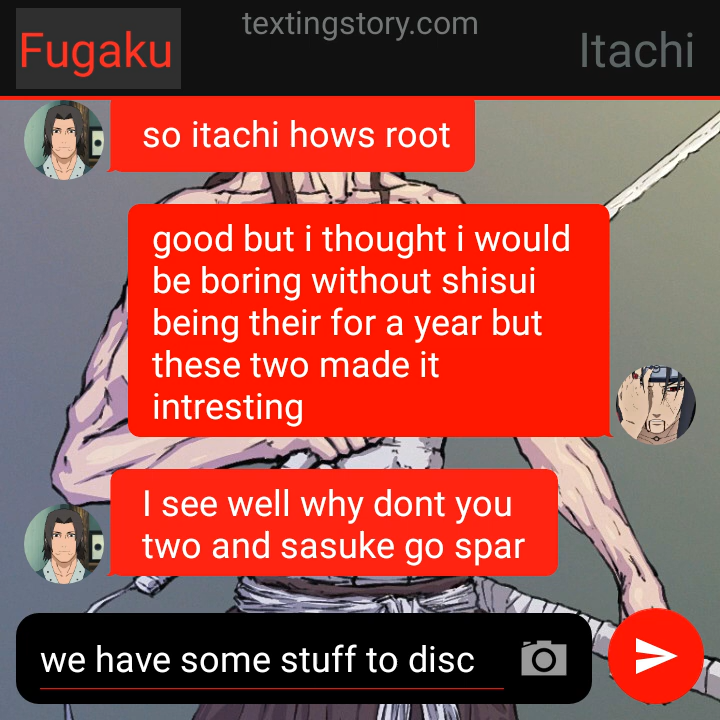 textingstory.com
Fugaku
Itachi
so itachi hows root
good but i thought i would
be boring without shisui
being their for a year but
these two made it
intresting
I see well why dont you
two and sasuke go spar
we have some stuff to disc